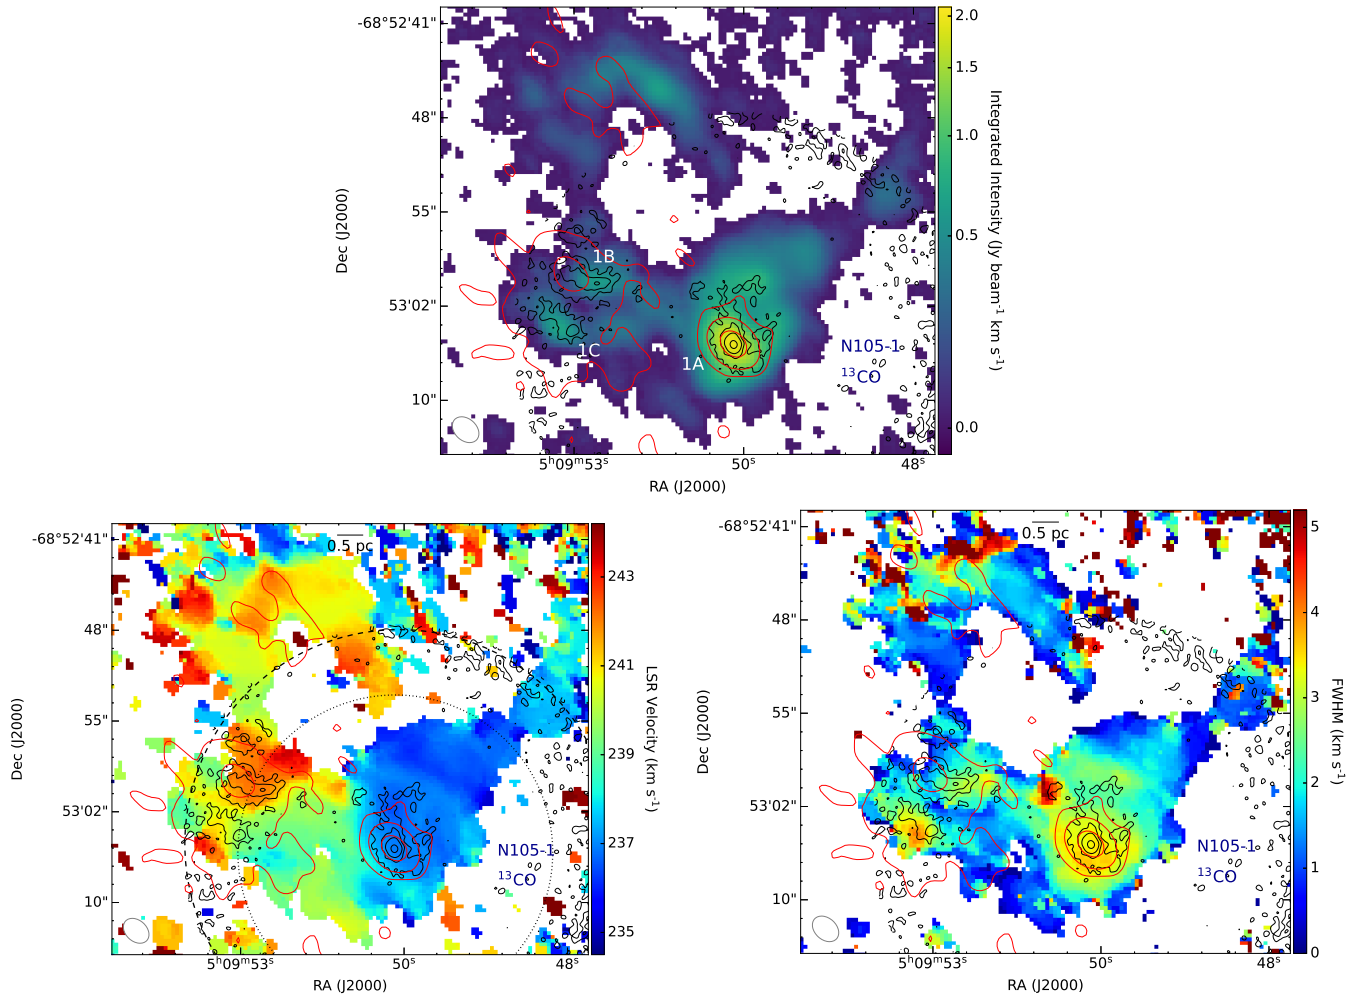 -68°52'41"
48"
55"
53'02"
10"
Dec (J2000)
1B
1C
1A
N105-1
¹³CO
5ʰ09ᵐ53ˢ
50ˢ
48ˢ
RA (J2000)
2.0
1.5
1.0
0.5
0.0
Integrated Intensity (Jy beam⁻¹ km s⁻¹)
-68°52'41"
48"
55"
53'02"
10"
Dec (J2000)
0.5 pc
N105-1
¹³CO
5ʰ09ᵐ53ˢ
50ˢ
48ˢ
RA (J2000)
243
241
239
237
235
LSR Velocity (km s⁻¹)
-68°52'41"
48"
55"
53'02"
10"
Dec (J2000)
0.5 pc
N105-1
¹³CO
5ʰ09ᵐ53ˢ
50ˢ
48ˢ
RA (J2000)
5
4
3
2
1
0
FWHM (km s⁻¹)